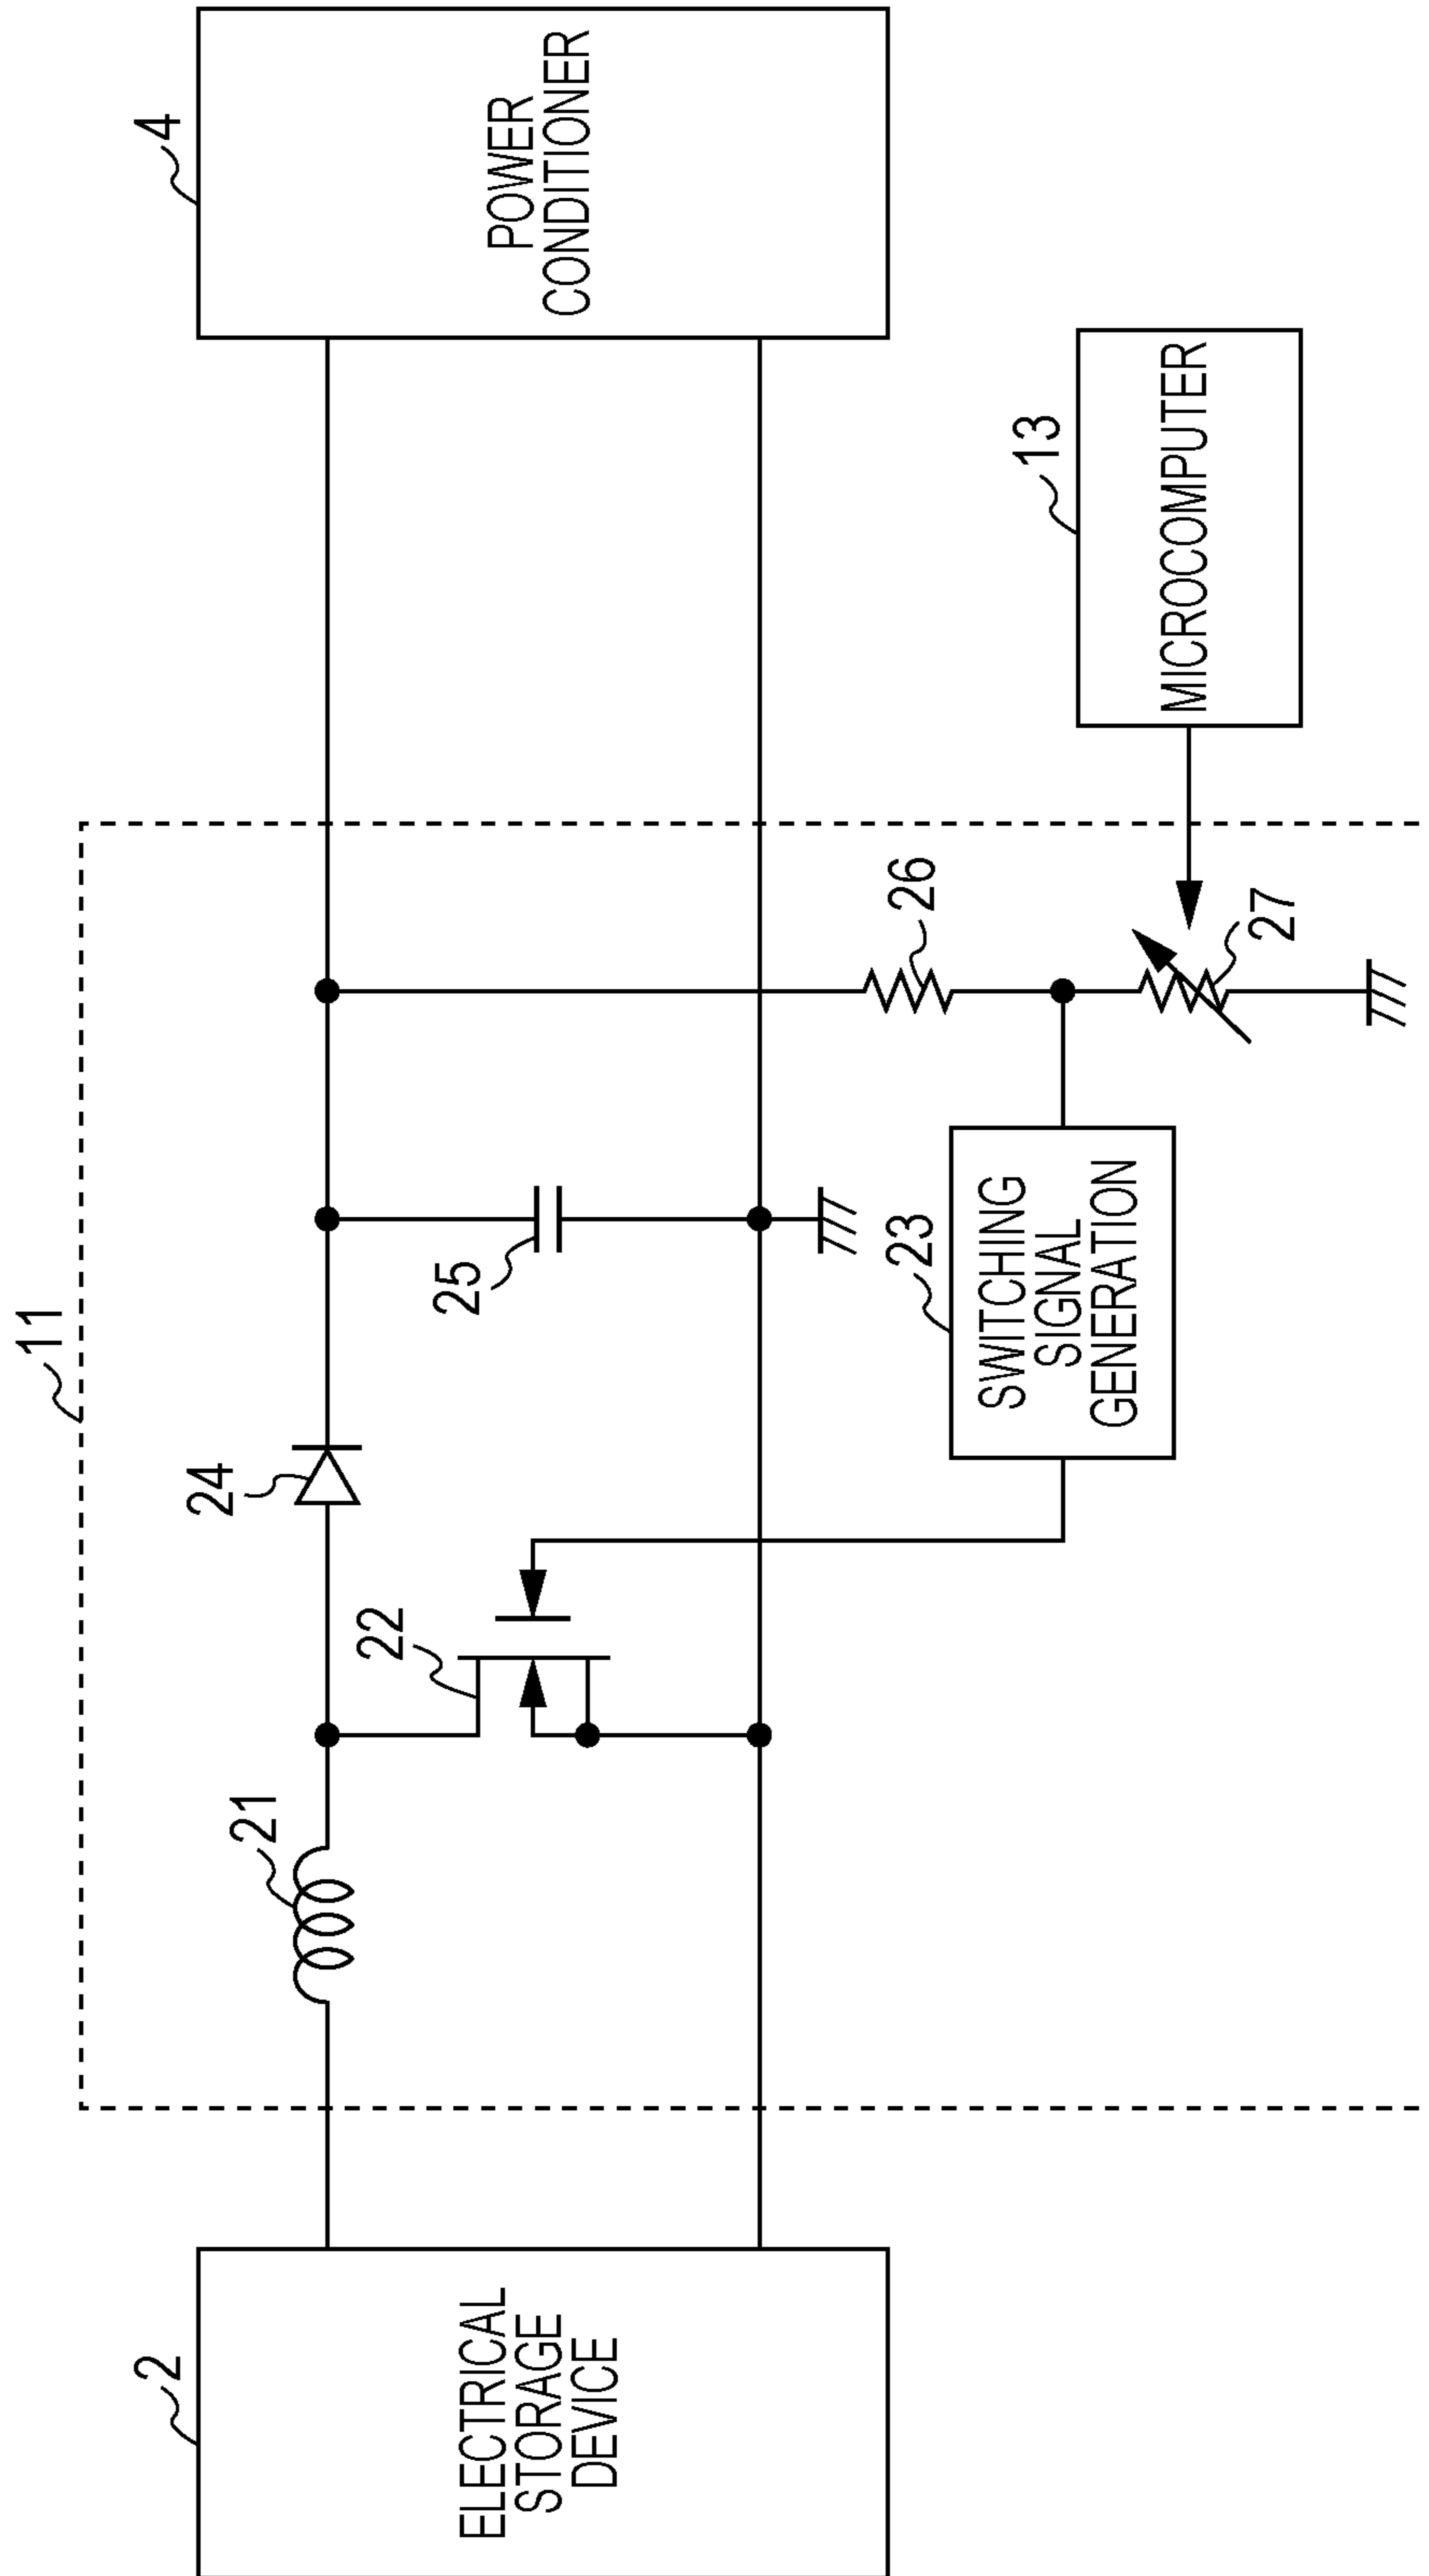 11
2
ELECTRICAL
STORAGE
DEVICE
21
22
24
25
23
SWITCHING
SIGNAL
GENERATION
26
27
13
MICROCOMPUTER
4
POWER
CONDITIONER